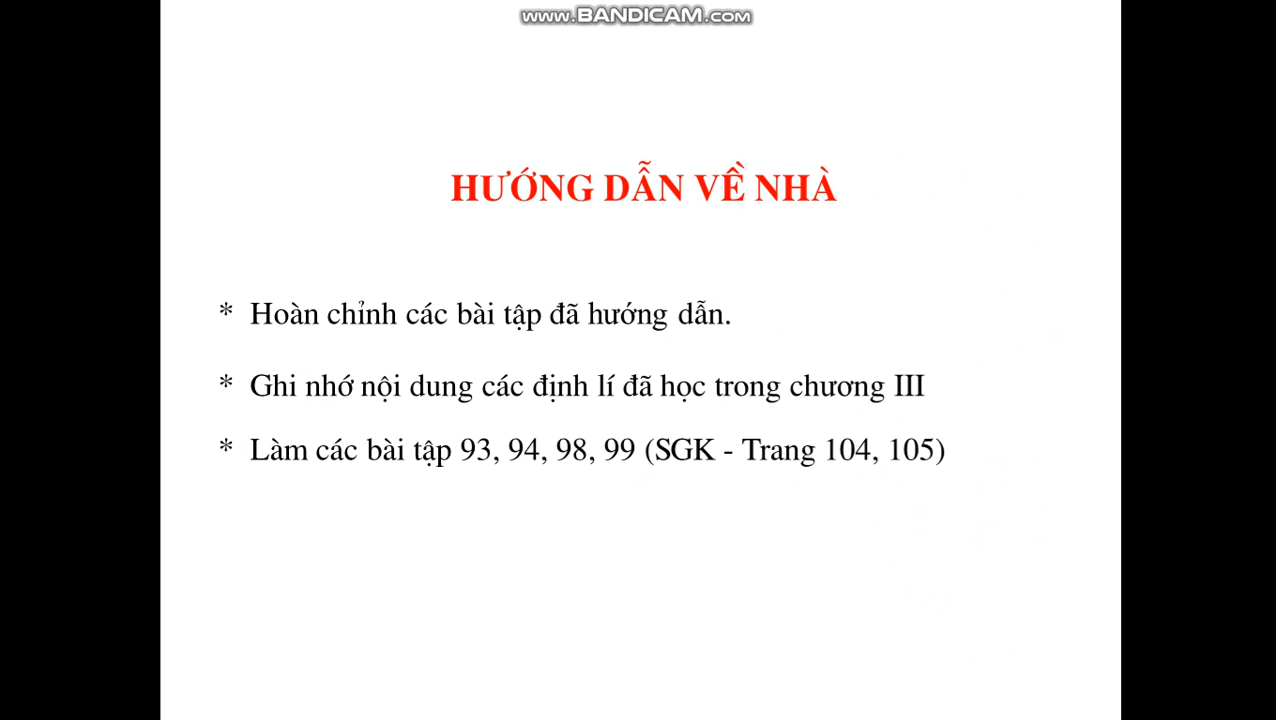 www.BANDICAM.com
HƯỚNG DẪN VỀ NHÀ
* Hoàn chỉnh các bài tập đã hướng dẫn.
* Ghi nhớ nội dung các định lí đã học trong chương III
* Làm các bài tập 93, 94, 98, 99 (SGK - Trang 104, 105)